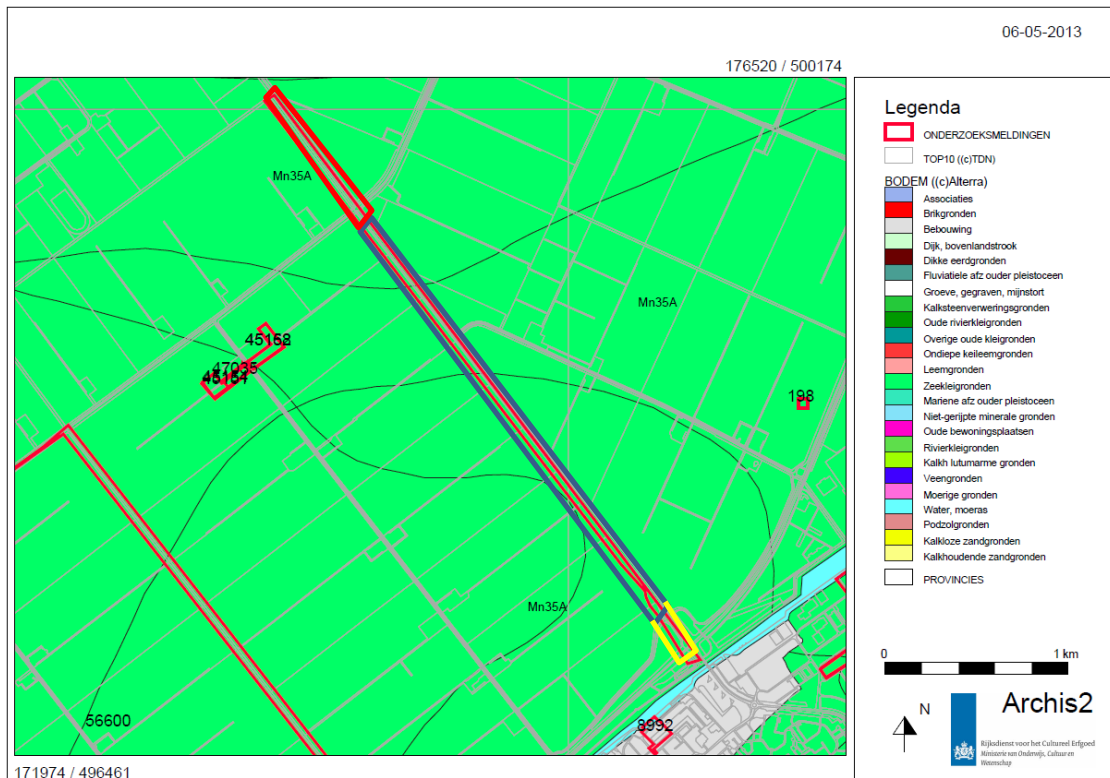 06-05-2013
176520 / 500174
Mn35A
Mn35A
47035
198
Mn35A
56600
8992
171974 / 496461
Legenda
ONDERZOEKSMELDINGEN
TOP10 ((c)TDN)
BODEM ((c)Alterra)
Associaties
Brikgronden
Bebouwing
Dijk, bovenlandstrook
Dikke eerdgronden
Fluviatiele afz ouder pleistoceen
Groeve, gegraven, mijnstort
Kalksteenverweringsgronden
Oude rivierkleigronden
Overige oude kleigronden
Ondiepe keileemgronden
Leemgronden
Zeekleigronden
Mariene afz ouder pleistoceen
Niet-gerijpte minerale gronden
Oude bewoningsplaatsen
Rivierkleigronden
Kalkh lutumarme gronden
Veengronden
Moerige gronden
Water, moeras
Podzolgronden
Kalkloze zandgronden
Kalkhoudende zandgronden
PROVINCIES
0 1 km
N
Archis2
Rijksdienst voor het Cultureel Erfgoed
Ministerie van Onderwijs, Cultuur en
Wetenschap